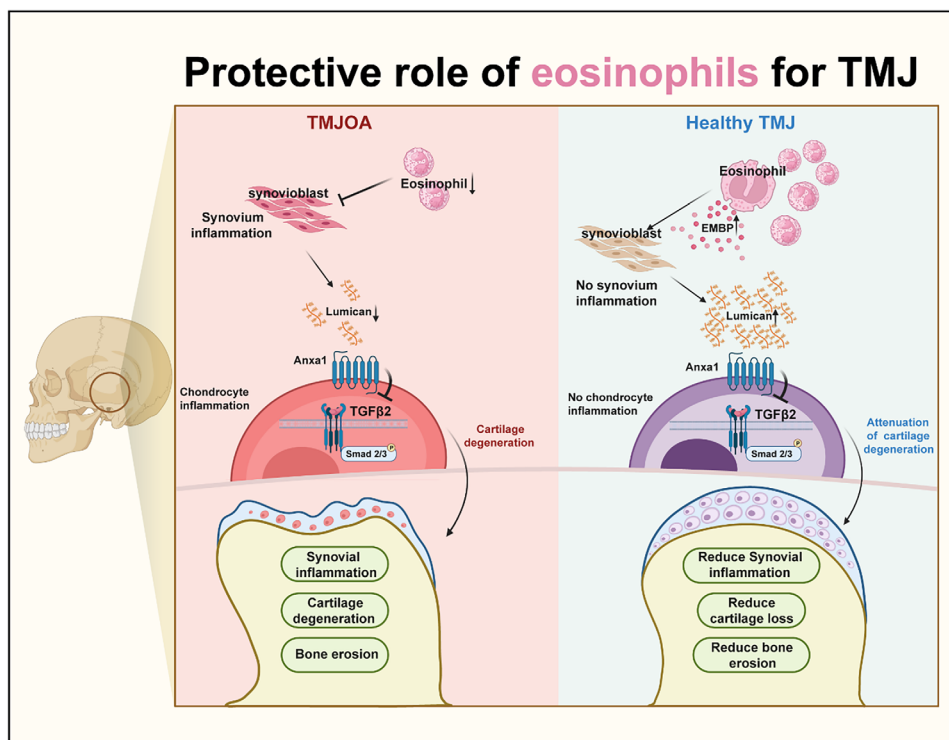 Protective role of eosinophils for TMJ
TMJOA
Eosinophil
synovioblast
Synovium
inflammation
Lumican
Anxa1
Chondrocyte
inflammation
TGFβ2
P
Smad 2/3
Cartilage
degeneration
Synovial
inflammation
Cartilage
degeneration
Bone erosion
Healthy TMJ
Eosinophil
EMBP
synovioblast
No synovium
inflammation
Lumican
Anxa1
No chondrocyte
inflammation
TGFβ2
P
Smad 2/3
Attenuation
of cartilage
degeneration
Reduce Synovial
inflammation
Reduce
cartilage loss
Reduce bone
erosion